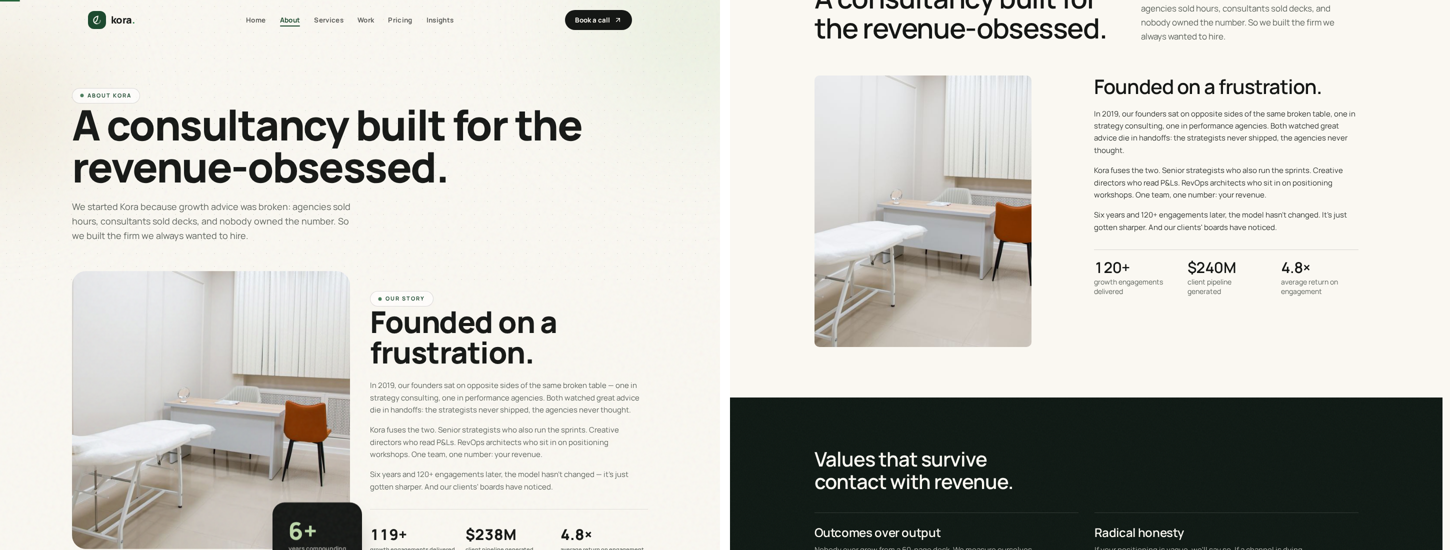 kora.
Home About Services Work Pricing Insights
Book a call
ABOUT KORA
A consultancy built for the
revenue-obsessed.
We started Kora because growth advice was broken: agencies sold
hours, consultants sold decks, and nobody owned the number. So
we built the firm we always wanted to hire.
OUR STORY
Founded on a
frustration.
In 2019, our founders sat on opposite sides of the same broken table — one in
strategy consulting, one in performance agencies. Both watched great advice
die in handoffs: the strategists never shipped, the agencies never thought.
Kora fuses the two. Senior strategists who also run the sprints. Creative
directors who read P&Ls. RevOps architects who sit in on positioning
workshops. One team, one number: your revenue.
Six years and 120+ engagements later, the model hasn't changed — it's just
gotten sharper. And our clients' boards have noticed.
6+
years compounding
119+ $238M 4.8×
growth engagements delivered client pipeline generated average return on engagement
A consultancy built for
the revenue-obsessed.
agencies sold hours, consultants sold decks, and
nobody owned the number. So we built the firm we
always wanted to hire.
Founded on a frustration.
In 2019, our founders sat on opposite sides of the same broken table, one in
strategy consulting, one in performance agencies. Both watched great
advice die in handoffs: the strategists never shipped, the agencies never
thought.
Kora fuses the two. Senior strategists who also run the sprints. Creative
directors who read P&Ls. RevOps architects who sit in on positioning
workshops. One team, one number: your revenue.
Six years and 120+ engagements later, the model hasn't changed. It's just
gotten sharper. And our clients' boards have noticed.
120+ $240M 4.8×
growth engagements client pipeline average return on
delivered generated engagement
Values that survive
contact with revenue.
Outcomes over output
Radical honesty